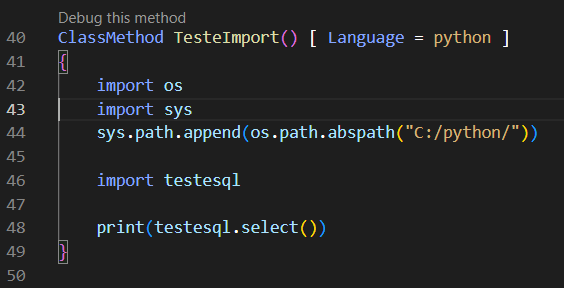 Debug this method
40 ClassMethod TesteImport() [ Language = python ]
41 {
42     import os
43     import sys
44     sys.path.append(os.path.abspath("C:/python/"))
45
46     import testesql
47
48     print(testesql.select())
49 }
50